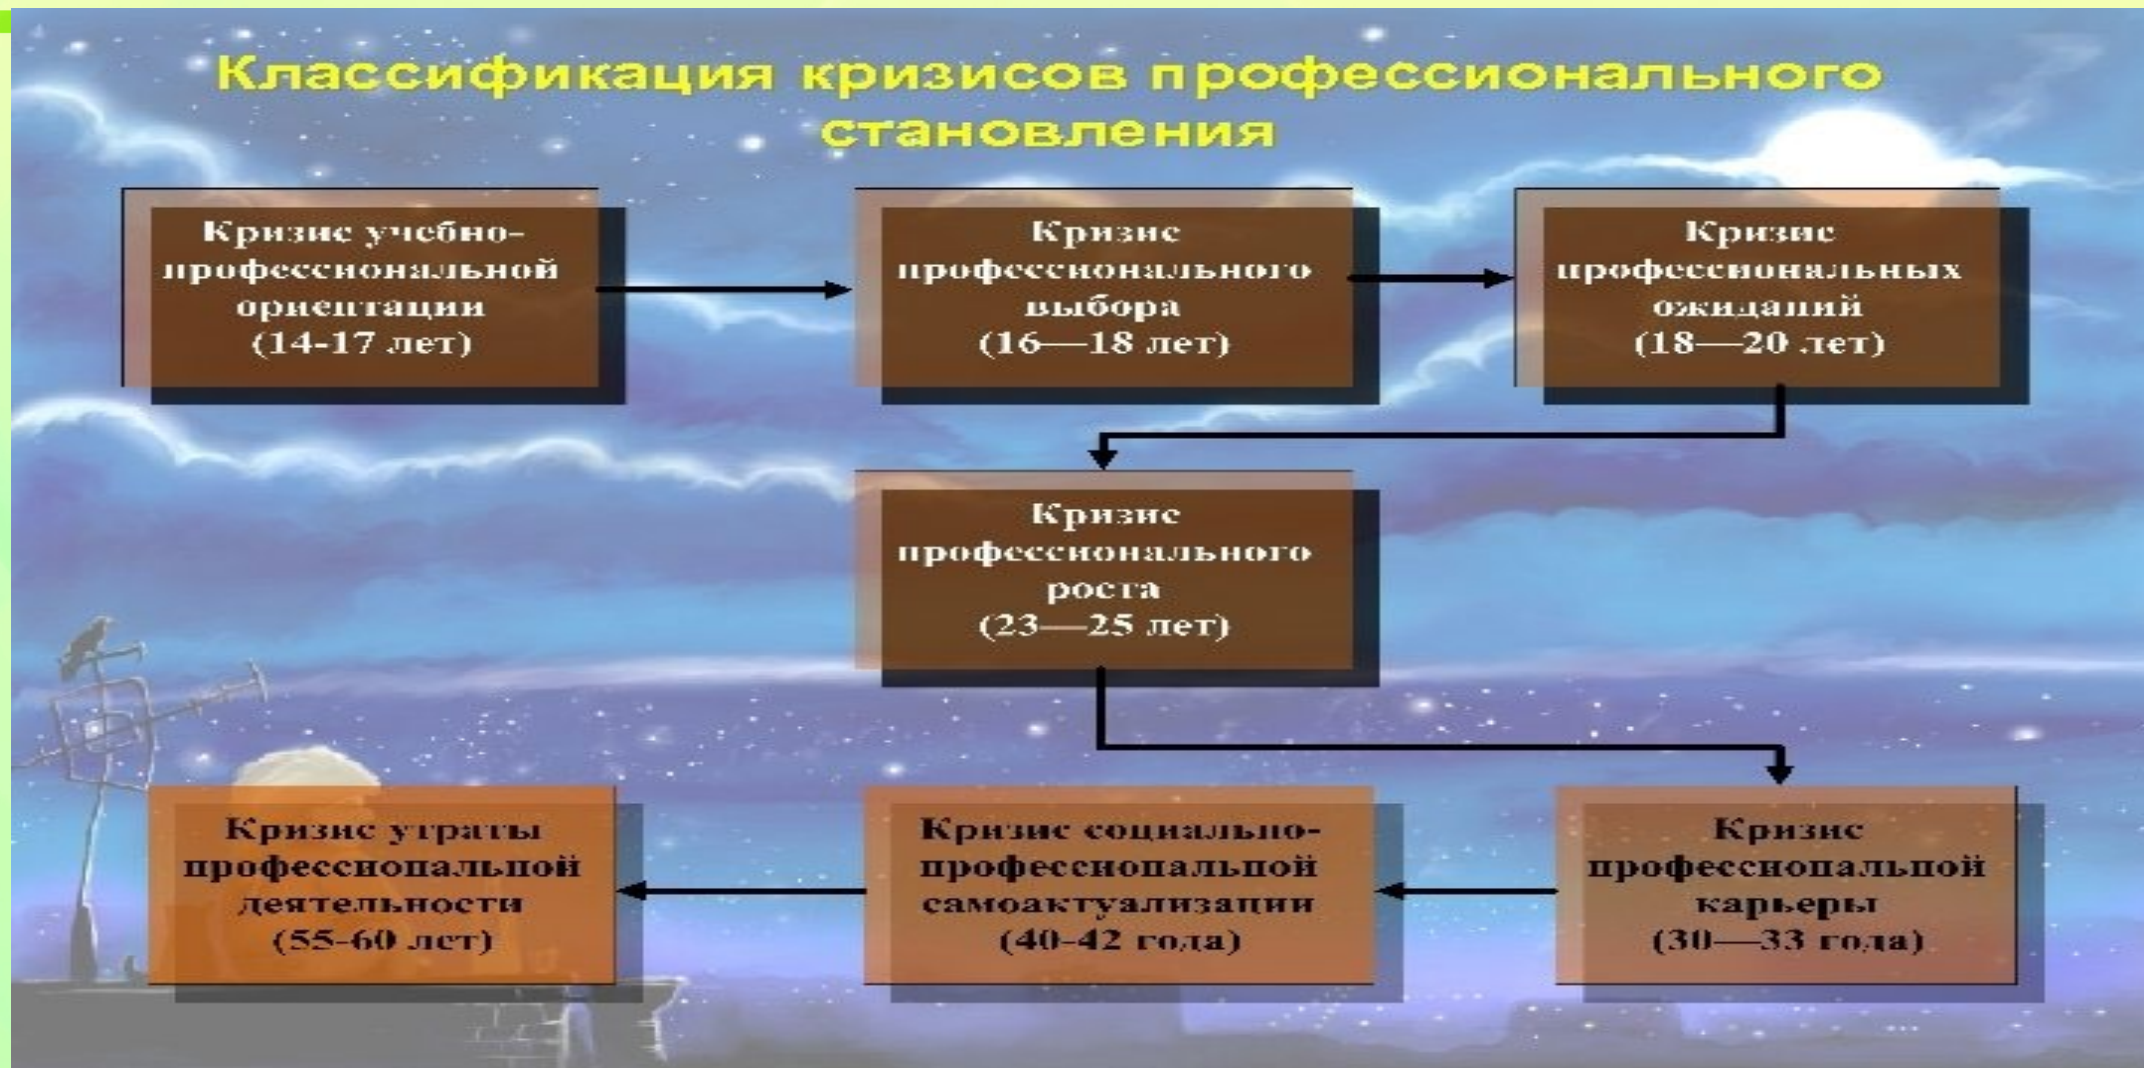 Классификация кризисов профессионального
становления
Кризис учебно-
профессиональной
ориентации
(14-17 лет)
Кризис
профессионального
выбора
(16—18 лет)
Кризис
профессиональных
ожиданий
(18—20 лет)
Кризис
профессионального
роста
(23—25 лет)
Кризис
профессиональной
карьеры
(30—33 года)
Кризис социально-
профессиональной
самоактуализации
(40-42 года)
Кризис утраты
профессиональной
деятельности
(55-60 лет)